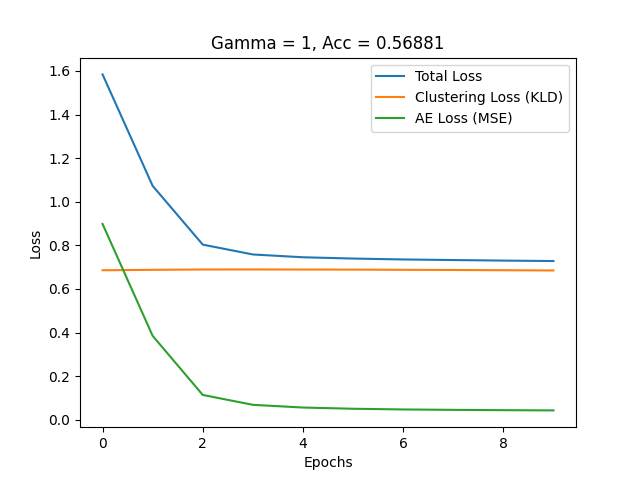 Gamma = 1, Acc = 0.56881
Total Loss
Clustering Loss (KLD)
AE Loss (MSE)
1.6
1.4
1.2
1.0
0.8
0.6
0.4
0.2
0.0
Loss
0 2 4 6 8
Epochs